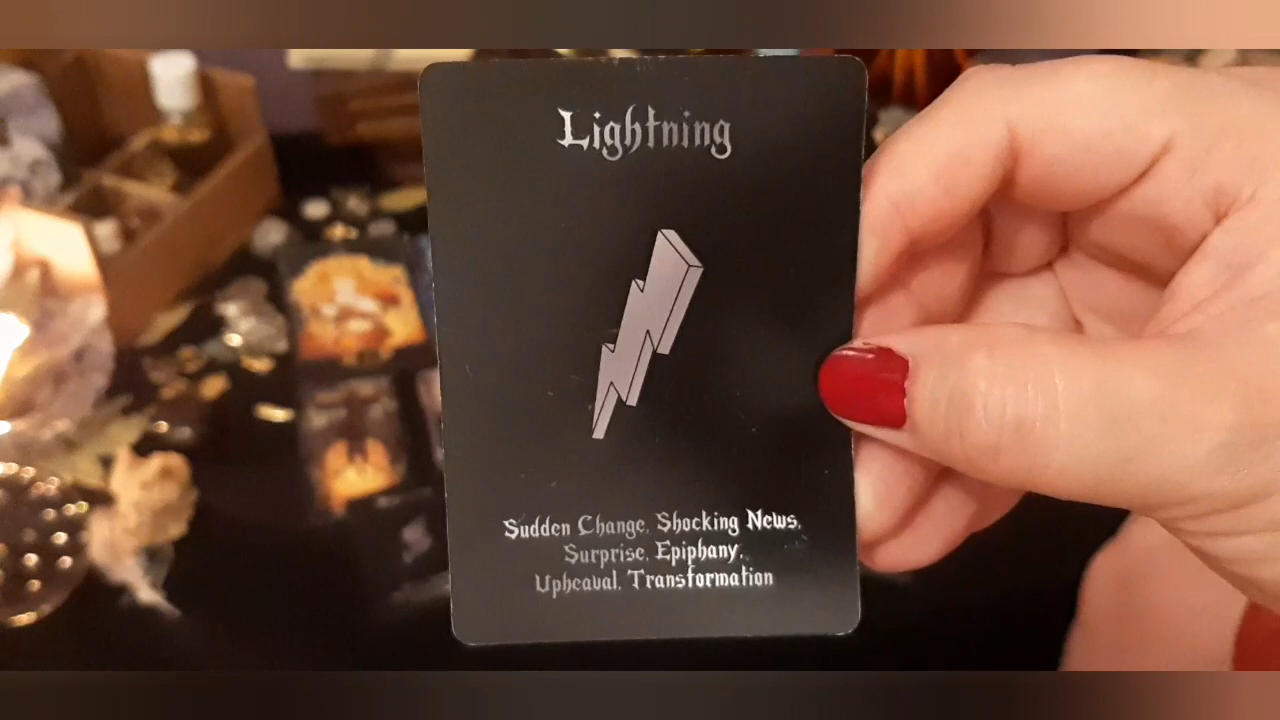 Lightning
Sudden Change, Shocking News,
Surprise, Epiphany,
Upheaval, Transformation